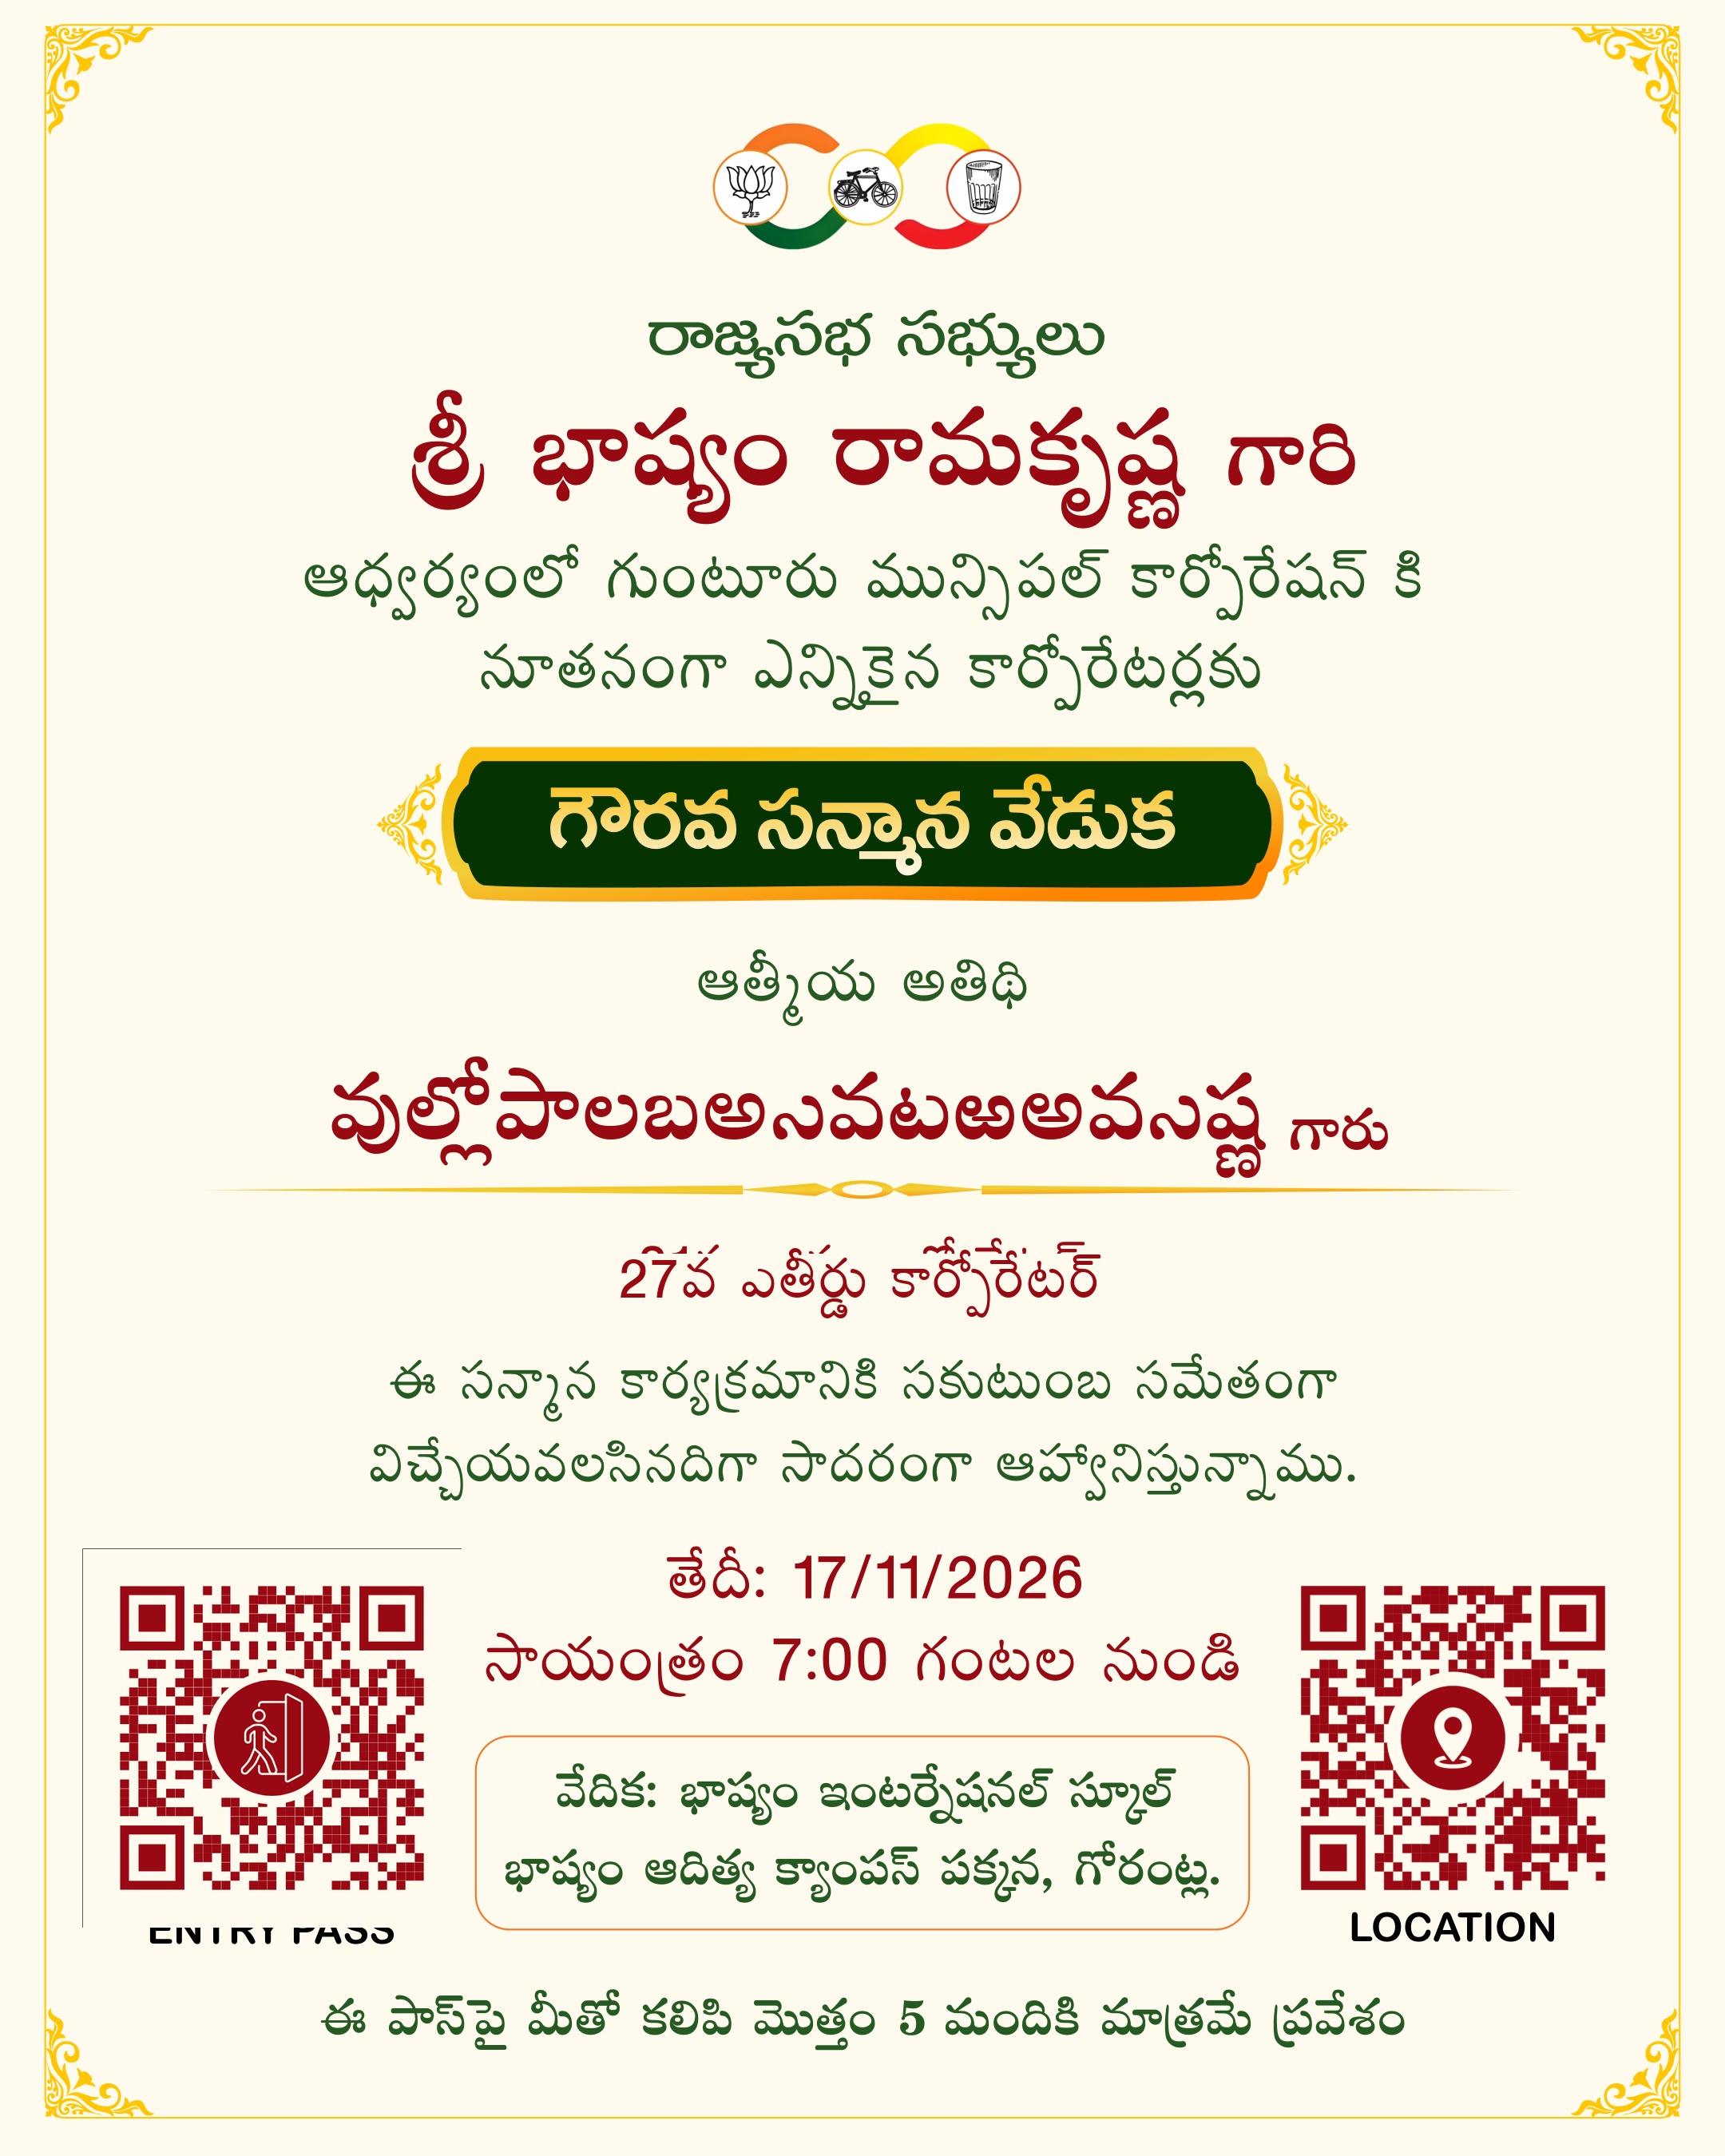 రాజ్యసభ సభ్యులు
శ్రీ భాష్యం రామకృష్ణ గారి
ఆధ్వర్యంలో గుంటూరు మున్సిపల్ కార్పోరేషన్ కి
నూతనంగా ఎన్నికైన కార్పోరేటర్లకు
గౌరవ సన్మాన వేడుక
ఆత్మీయ అతిథి
గారు
27వ కార్పోరేటర్
ఈ సన్మాన కార్యక్రమానికి సకుటుంబ సమేతంగా
విచ్చేయవలసినదిగా సాదరంగా ఆహ్వానిస్తున్నాము.
తేదీ: 17/11/2026
సాయంత్రం 7:00 గంటల నుండి
వేదిక: భాష్యం ఇంటర్నేషనల్ స్కూల్
భాష్యం ఆదిత్య క్యాంపస్ పక్కన, గోరంట్ల.
ENTRY PASS
LOCATION
ఈ పాస్‌పై మీతో కలిపి మొత్తం 5 మందికి మాత్రమే ప్రవేశం